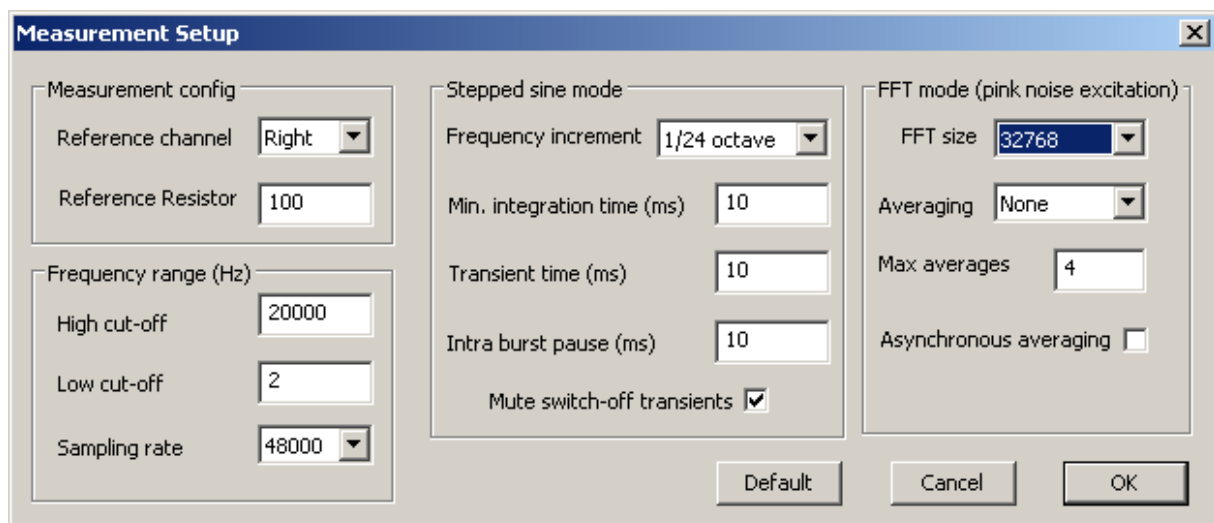 Measurement Setup
Measurement config
Reference channel Right
Reference Resistor 100
Frequency range (Hz)
High cut-off 20000
Low cut-off 2
Sampling rate 48000
Stepped sine mode
Frequency increment 1/24 octave
Min. integration time (ms) 10
Transient time (ms) 10
Intra burst pause (ms) 10
Mute switch-off transients
FFT mode (pink noise excitation)
FFT size 32768
Averaging None
Max averages 4
Asynchronous averaging
Default Cancel OK